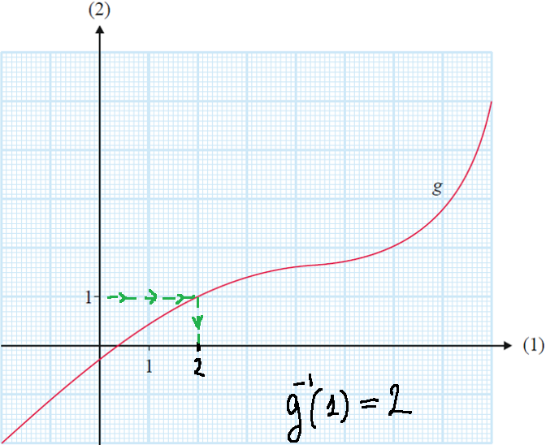 (2)
g
1
(1)
1
2
g⁻¹(1) = 2